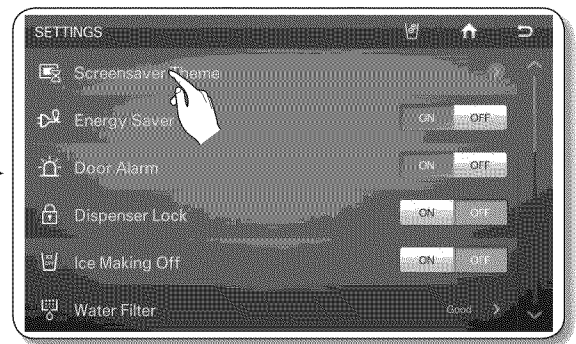 SETTINGS
Screensaver Theme
Energy Saver ON OFF
Door Alarm ON OFF
Dispenser Lock ON OFF
Ice Making Off ON OFF
Water Filter Good